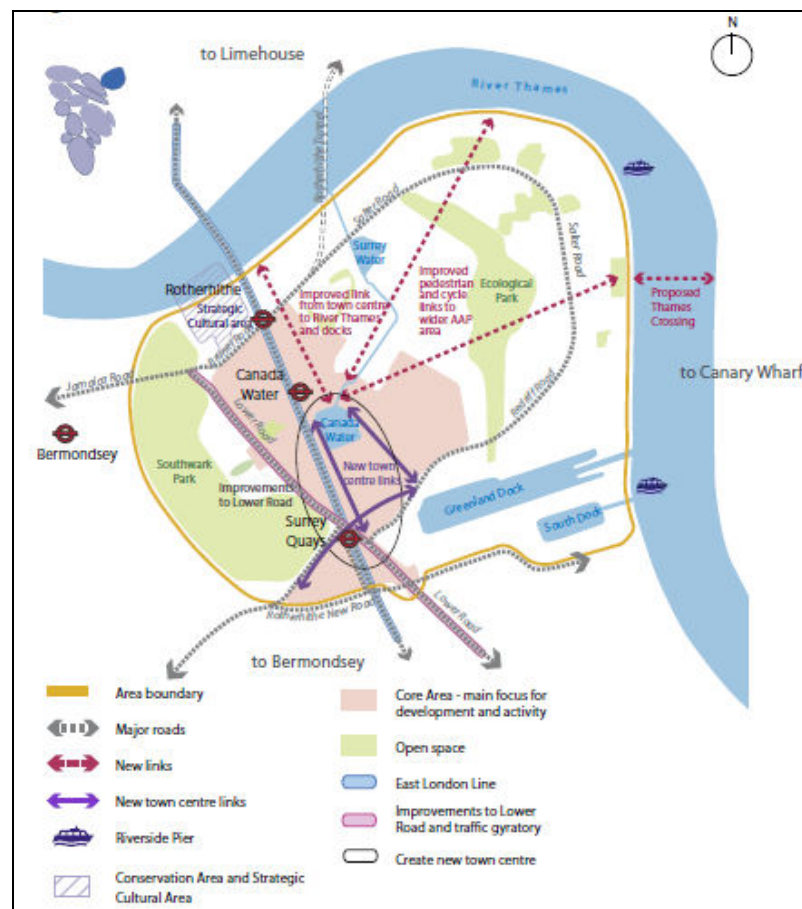 N
to Limehouse
River Thames
Rotherhithe Tunnel
Salter Road
Surrey
Water
Salter Road
Rotherhithe
Strategic
Cultural area
Improved link
from town centre
to River Thames
and docks
Improved
pedestrian
and cycle
links to
wider AAP
area
Ecological
Park
Proposed
Thames
Crossing
to Canary Wharf
Jamaica Road
Canada
Water
Bermondsey
Lower Road
Canada
Water
Redriff Road
Southwark
Park
New town
centre links
Improvements
to Lower Road
Greenland Dock
South Dock
Surrey
Quays
Rotherhithe New Road
Lower Road
to Bermondsey
Area boundary
Major roads
New links
New town centre links
Riverside Pier
Conservation Area and Strategic
Cultural Area
Core Area - main focus for
development and activity
Open space
East London Line
Improvements to Lower
Road and traffic gyratory
Create new town centre